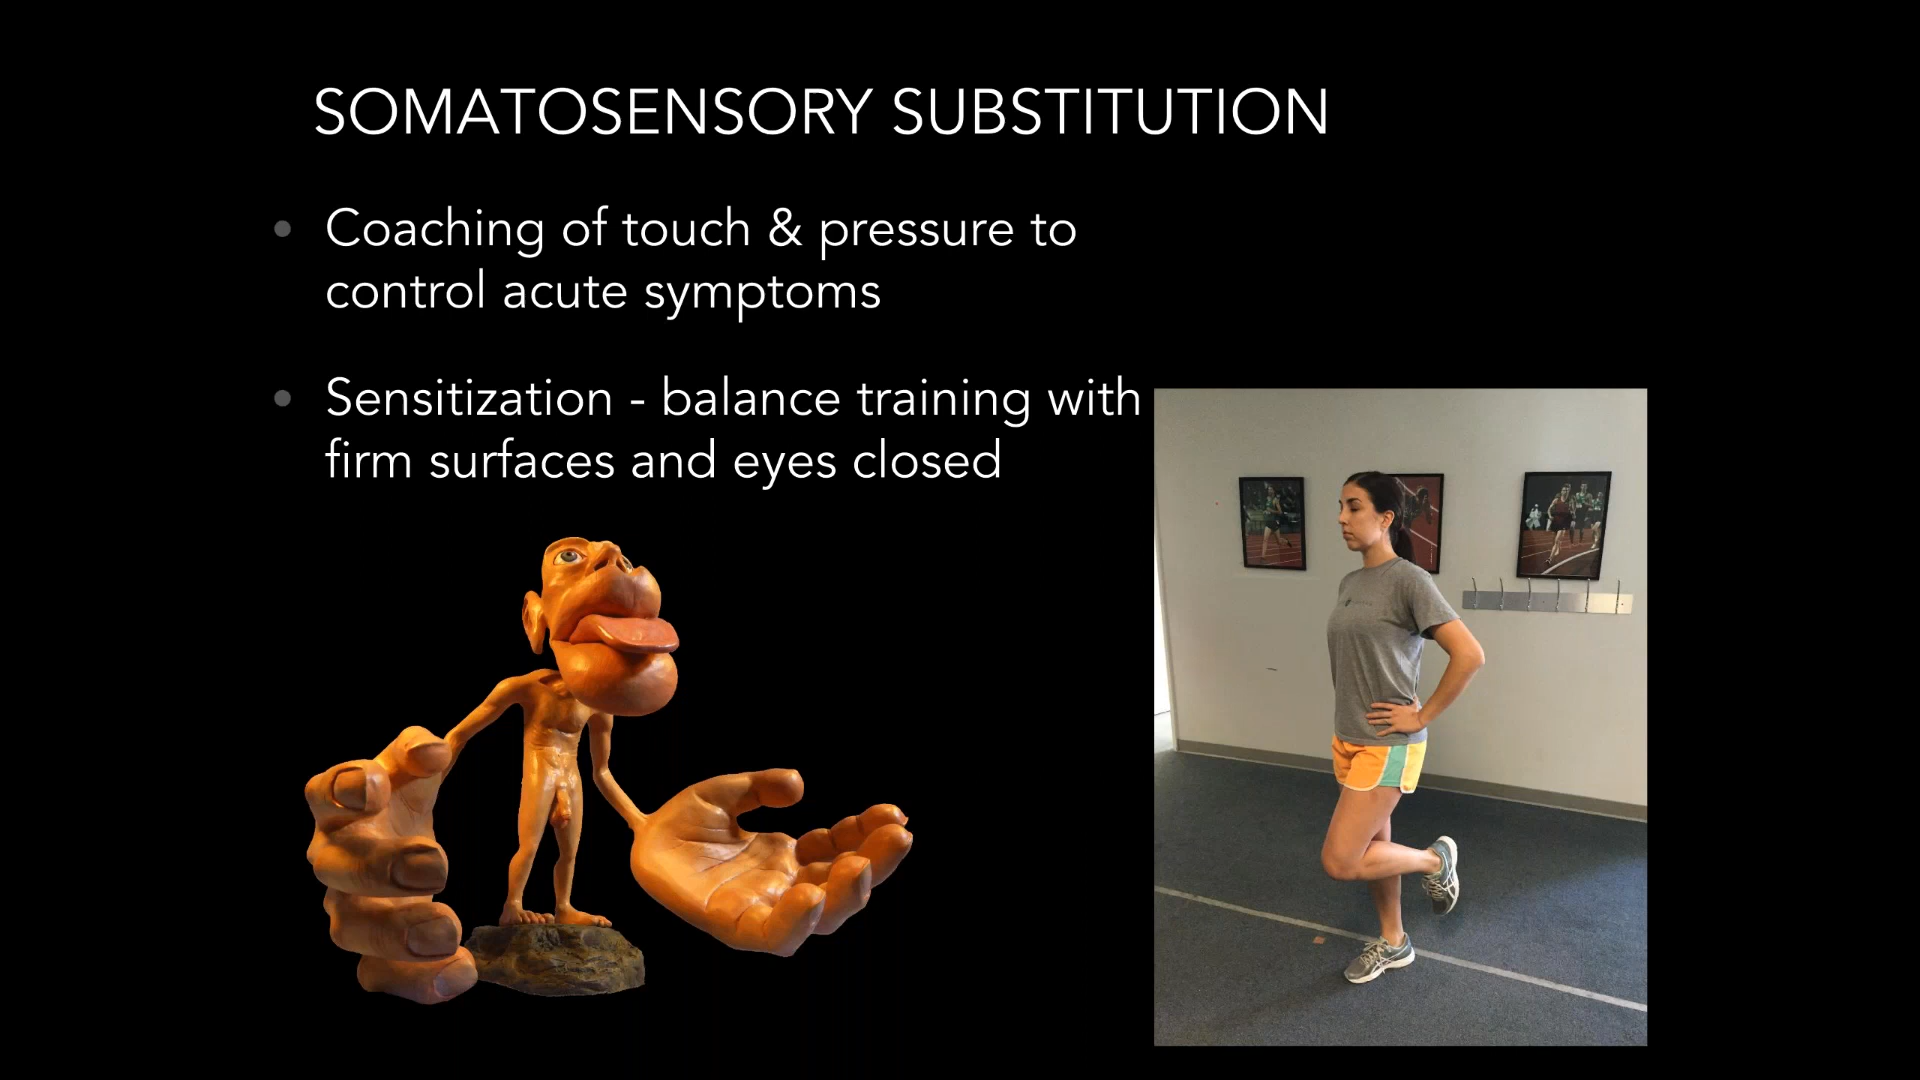 SOMATOSENSORY SUBSTITUTION
• Coaching of touch & pressure to
control acute symptoms
• Sensitization - balance training with
firm surfaces and eyes closed